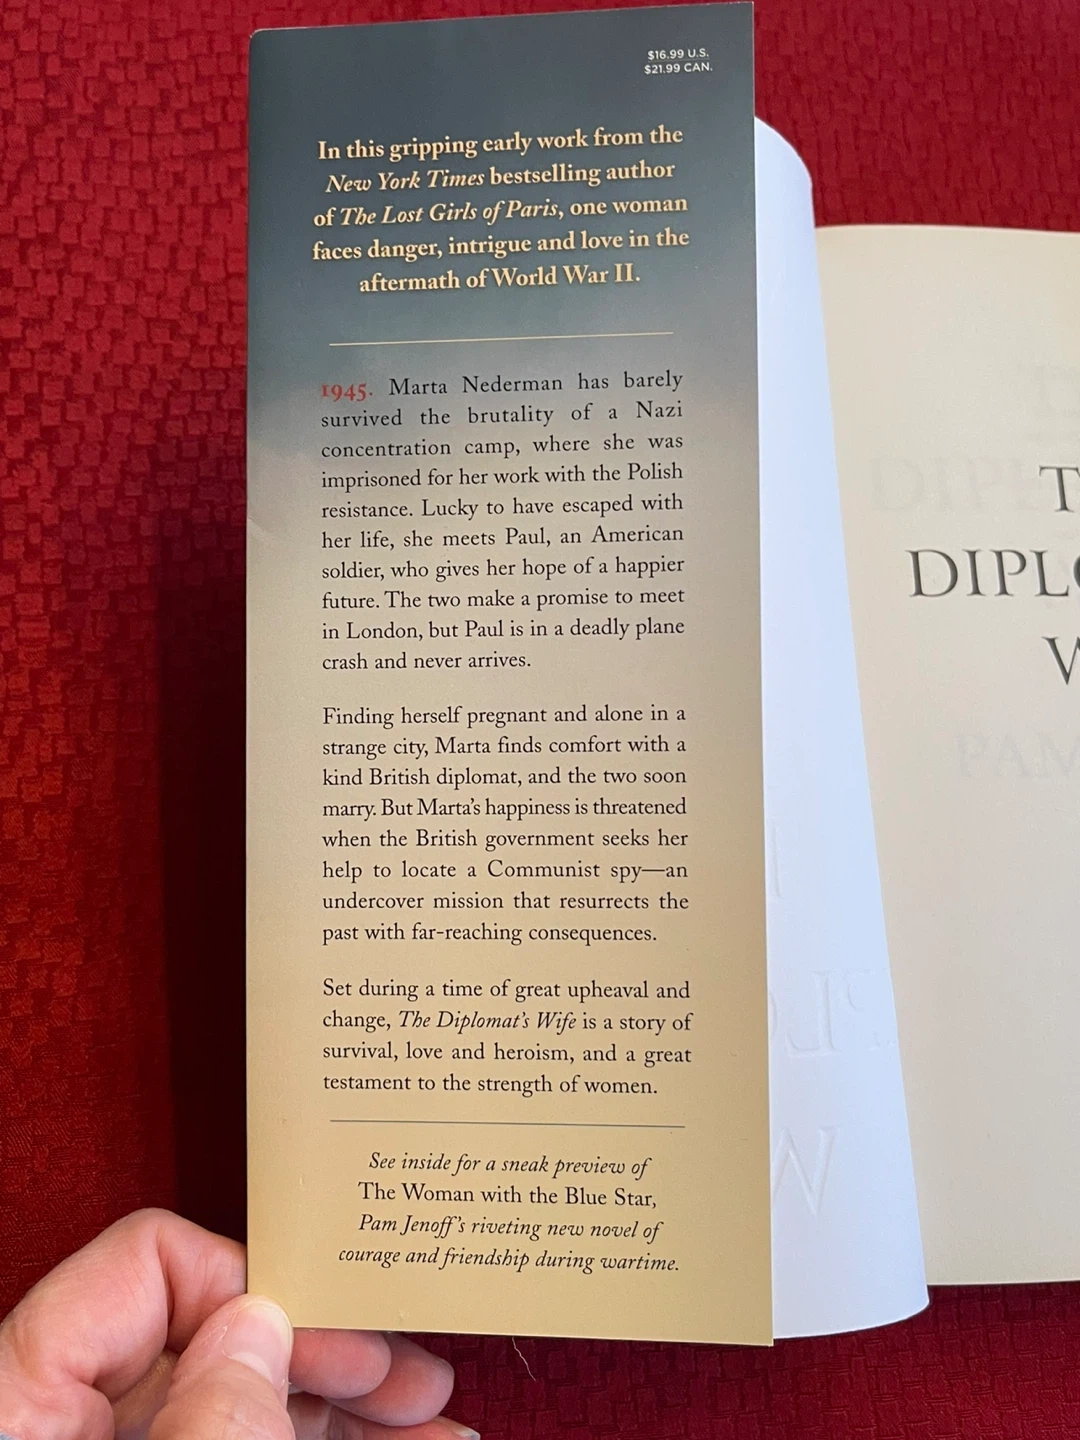 $16.99 U.S.
$21.99 CAN.
In this gripping early work from the
New York Times bestselling author
of The Lost Girls of Paris, one woman
faces danger, intrigue and love in the
aftermath of World War II.
1945. Marta Nederman has barely
survived the brutality of a Nazi
concentration camp, where she was
imprisoned for her work with the Polish
resistance. Lucky to have escaped with
her life, she meets Paul, an American
soldier, who gives her hope of a happier
future. The two make a promise to meet
in London, but Paul is in a deadly plane
crash and never arrives.
Finding herself pregnant and alone in a
strange city, Marta finds comfort with a
kind British diplomat, and the two soon
marry. But Marta's happiness is threatened
when the British government seeks her
help to locate a Communist spy—an
undercover mission that resurrects the
past with far-reaching consequences.
Set during a time of great upheaval and
change, The Diplomat's Wife is a story of
survival, love and heroism, and a great
testament to the strength of women.
See inside for a sneak preview of
The Woman with the Blue Star,
Pam Jenoff's riveting new novel of
courage and friendship during wartime.
T
DIPLO
W
PAM